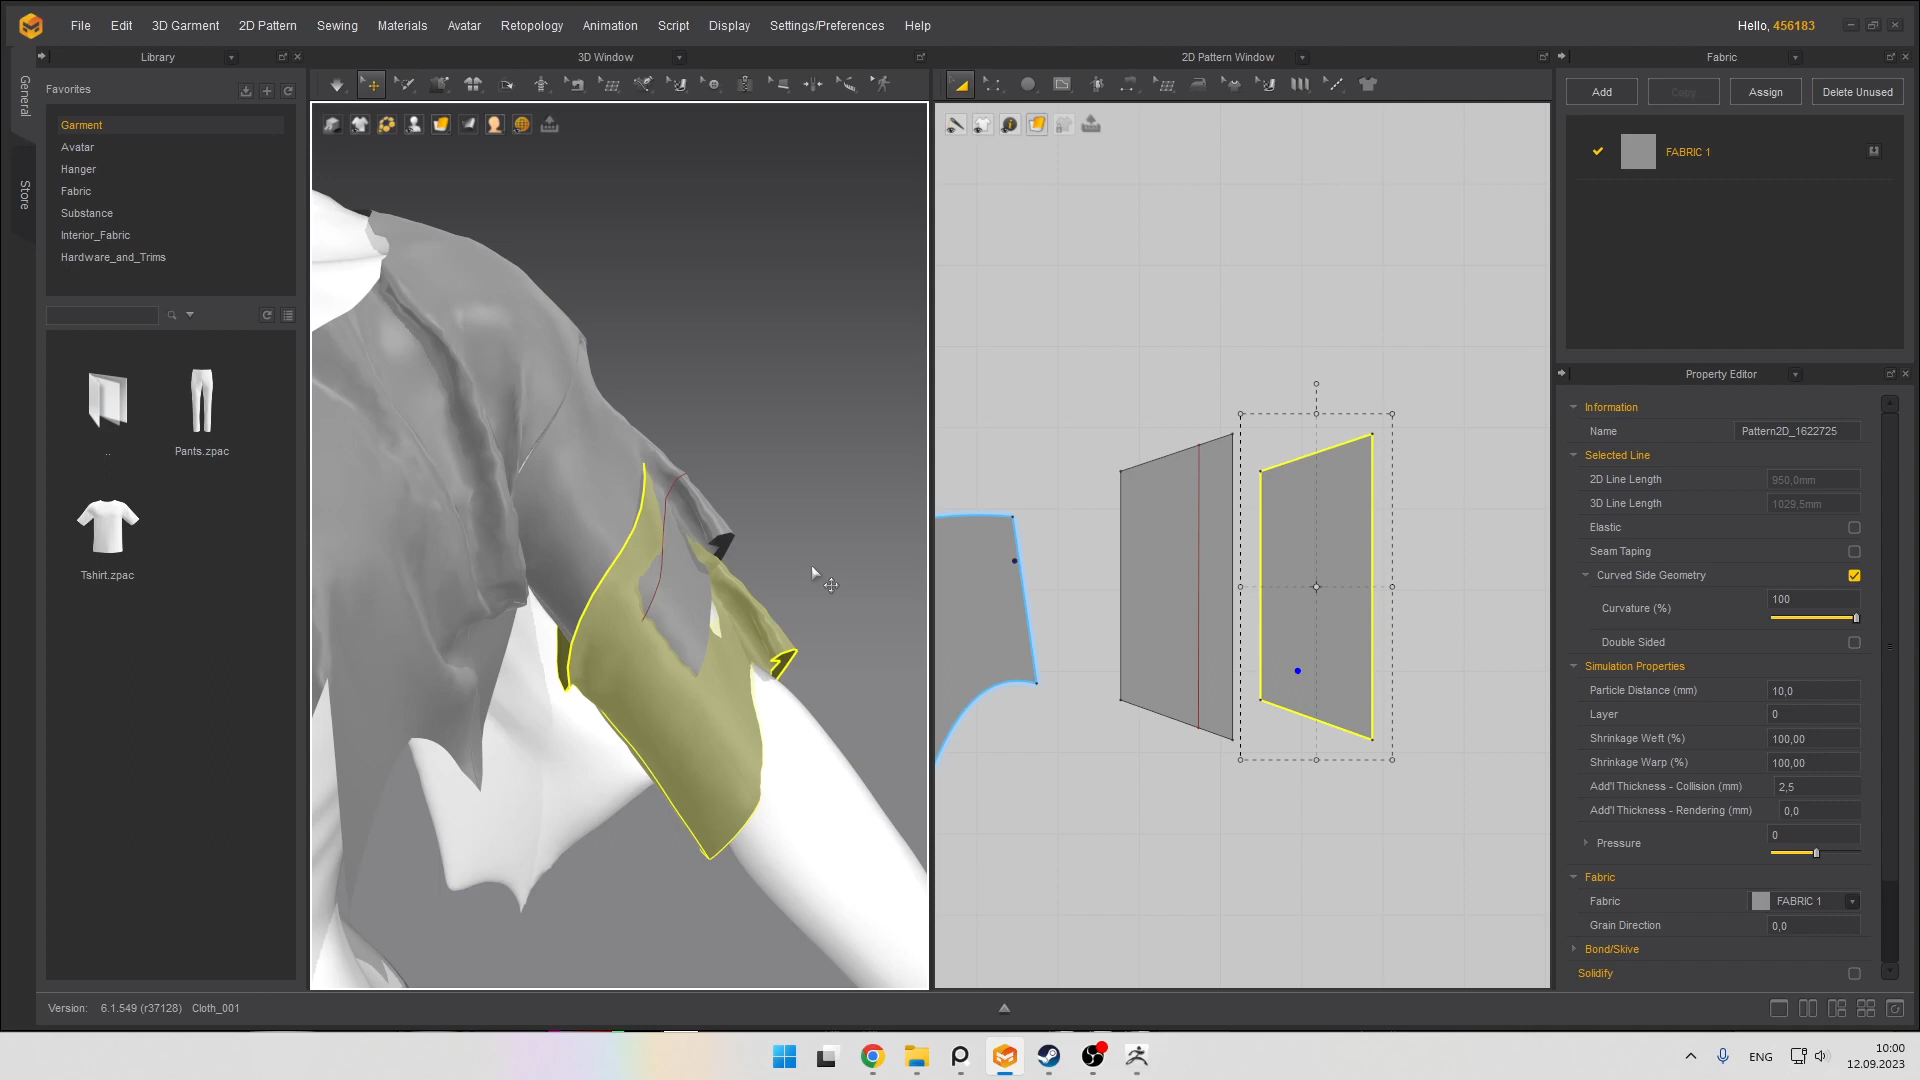 File Edit 3D Garment 2D Pattern Sewing Materials Avatar Retopology Animation Script Display Settings/Preferences Help
Hello, 456183
General
Store
Library
Favorites
Garment
Avatar
Hanger
Fabric
Substance
Interior_Fabric
Hardware_and_Trims
..
Pants.zpac
Tshirt.zpac
3D Window
2D Pattern Window
Fabric
Add Copy Assign Delete Unused
FABRIC 1
Property Editor
Information
Name Pattern2D_1622725
Selected Line
2D Line Length 950,0mm
3D Line Length 1029,5mm
Elastic
Seam Taping
Curved Side Geometry
Curvature (%) 100
Double Sided
Simulation Properties
Particle Distance (mm) 10,0
Layer 0
Shrinkage Weft (%) 100,00
Shrinkage Warp (%) 100,00
Add'l Thickness - Collision (mm) 2,5
Add'l Thickness - Rendering (mm) 0,0
Pressure 0
Fabric
Fabric FABRIC 1
Grain Direction 0,0
Bond/Skive
Solidify
Version: 6.1.549 (r37128) Cloth_001
ENG
10:00
12.09.2023